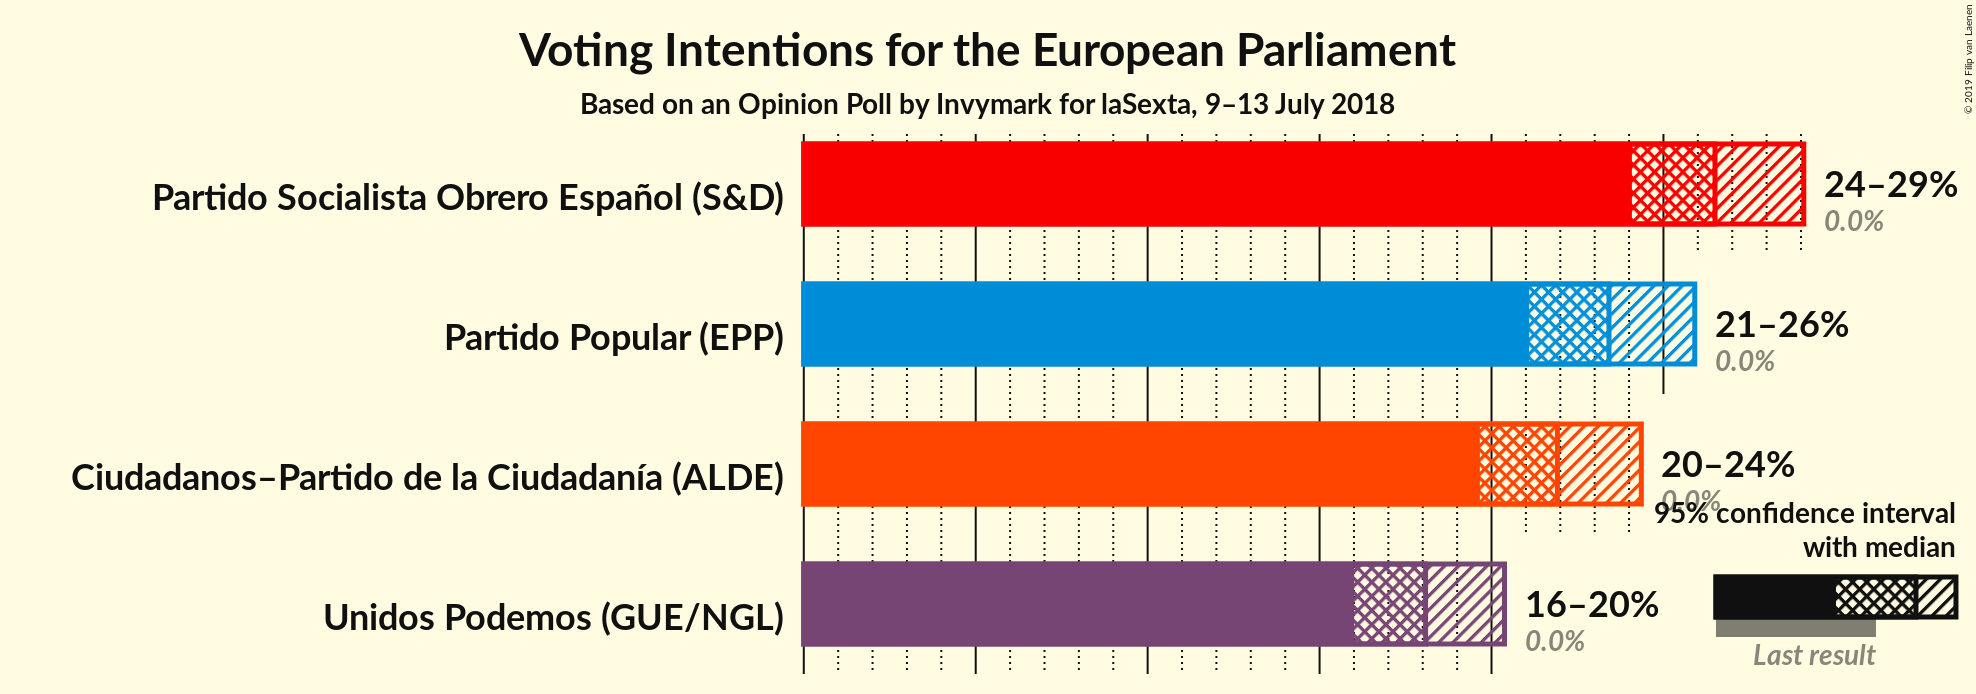 Voting Intentions for the European Parliament
Based on an Opinion Poll by Invymark for laSexta, 9–13 July 2018
© 2019 Filip van Laenen
Partido Socialista Obrero Español (S&D)
24–29%
0.0%
Partido Popular (EPP)
21–26%
0.0%
Ciudadanos–Partido de la Ciudadanía (ALDE)
20–24%
0.0%
95% confidence interval
with median
Unidos Podemos (GUE/NGL)
16–20%
0.0%
Last result